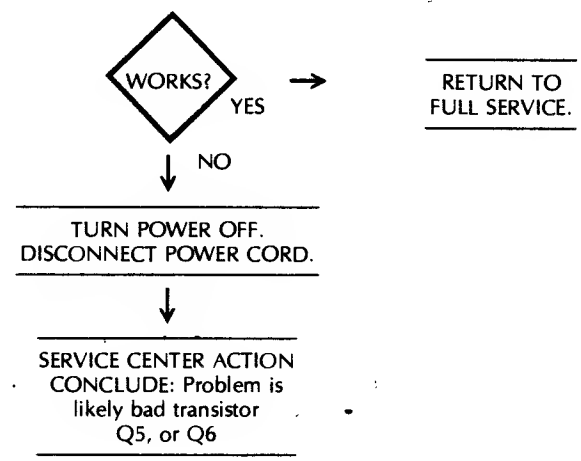 WORKS?
YES
RETURN TO
FULL SERVICE.
NO
TURN POWER OFF.
DISCONNECT POWER CORD.
SERVICE CENTER ACTION
CONCLUDE: Problem is
likely bad transistor
Q5, or Q6